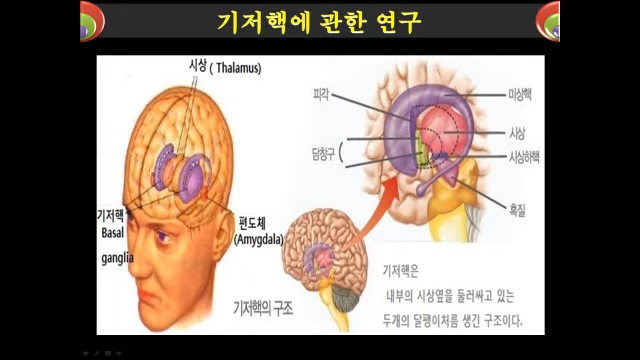 기저핵에 관한 연구
시상( Thalamus)
피각
미상핵
시상
담창구
시상하핵
흑질
기저핵
Basal
ganglia
편도체
(Amygdala)
기저핵의 구조
기저핵은
내부의 시상옆을 둘러싸고 있는
두개의 달팽이처름 생긴 구조이다.